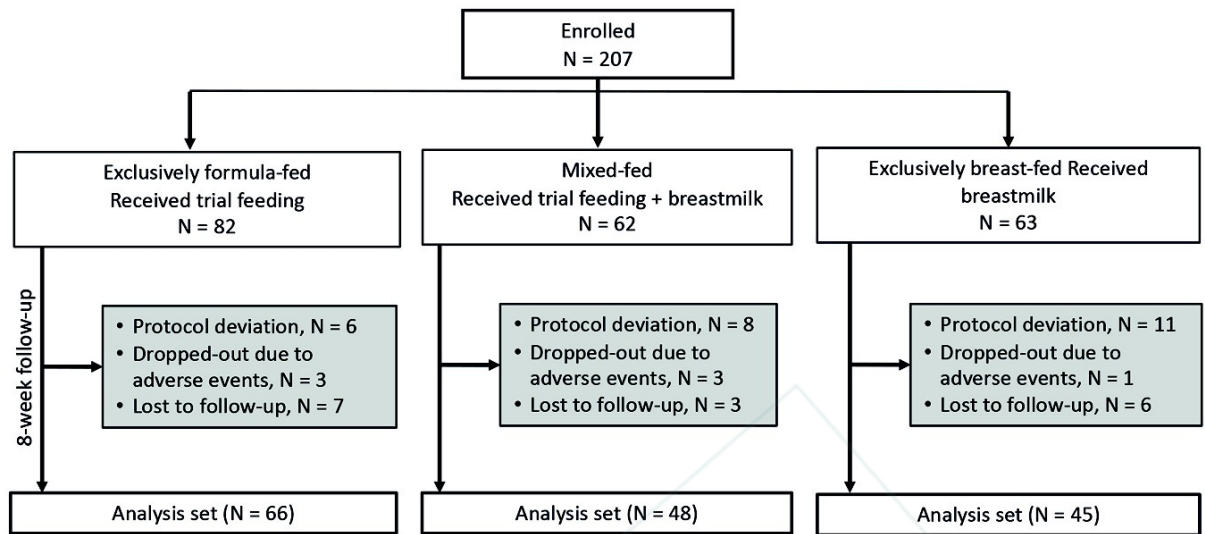 Enrolled
N = 207
Exclusively formula-fed
Received trial feeding
N = 82
Mixed-fed
Received trial feeding + breastmilk
N = 62
Exclusively breast-fed Received
breastmilk
N = 63
8-week follow-up
• Protocol deviation, N = 6
• Dropped-out due to
adverse events, N = 3
• Lost to follow-up, N = 7
• Protocol deviation, N = 8
• Dropped-out due to
adverse events, N = 3
• Lost to follow-up, N = 3
• Protocol deviation, N = 11
• Dropped-out due to
adverse events, N = 1
• Lost to follow-up, N = 6
Analysis set (N = 66)
Analysis set (N = 48)
Analysis set (N = 45)